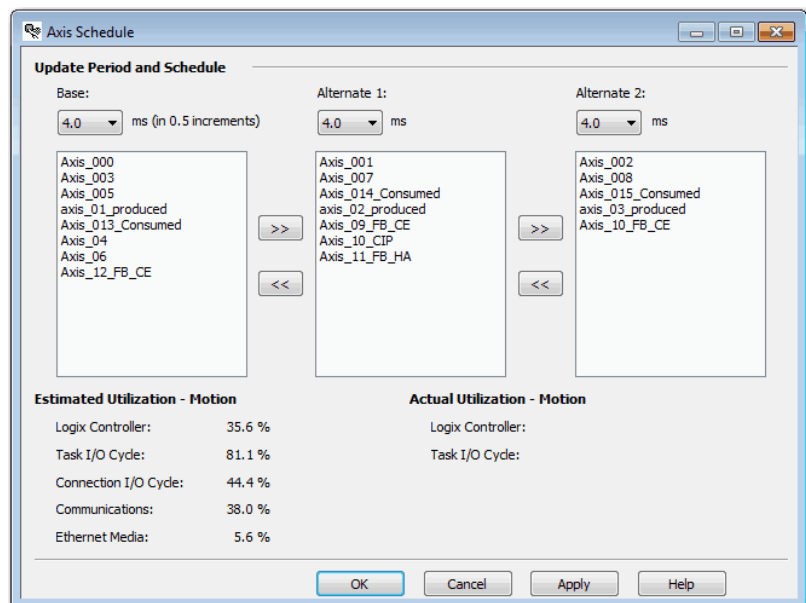 Axis Schedule
Update Period and Schedule
Base: Alternate 1: Alternate 2:
4.0 ms (in 0.5 increments) 4.0 ms 4.0 ms
Axis_000
Axis_003
Axis_005
axis_01_produced
Axis_013_Consumed
Axis_04
Axis_06
Axis_12_FB_CE
>>
<<
Axis_001
Axis_007
Axis_014_Consumed
axis_02_produced
Axis_09_FB_CE
Axis_10_CIP
Axis_11_FB_HA
>>
<<
Axis_002
Axis_008
Axis_015_Consumed
axis_03_produced
Axis_10_FB_CE
Estimated Utilization - Motion
Logix Controller: 35.6 %
Task I/O Cycle: 81.1 %
Connection I/O Cycle: 44.4 %
Communications: 38.0 %
Ethernet Media: 5.6 %
Actual Utilization - Motion
Logix Controller:
Task I/O Cycle:
OK Cancel Apply Help